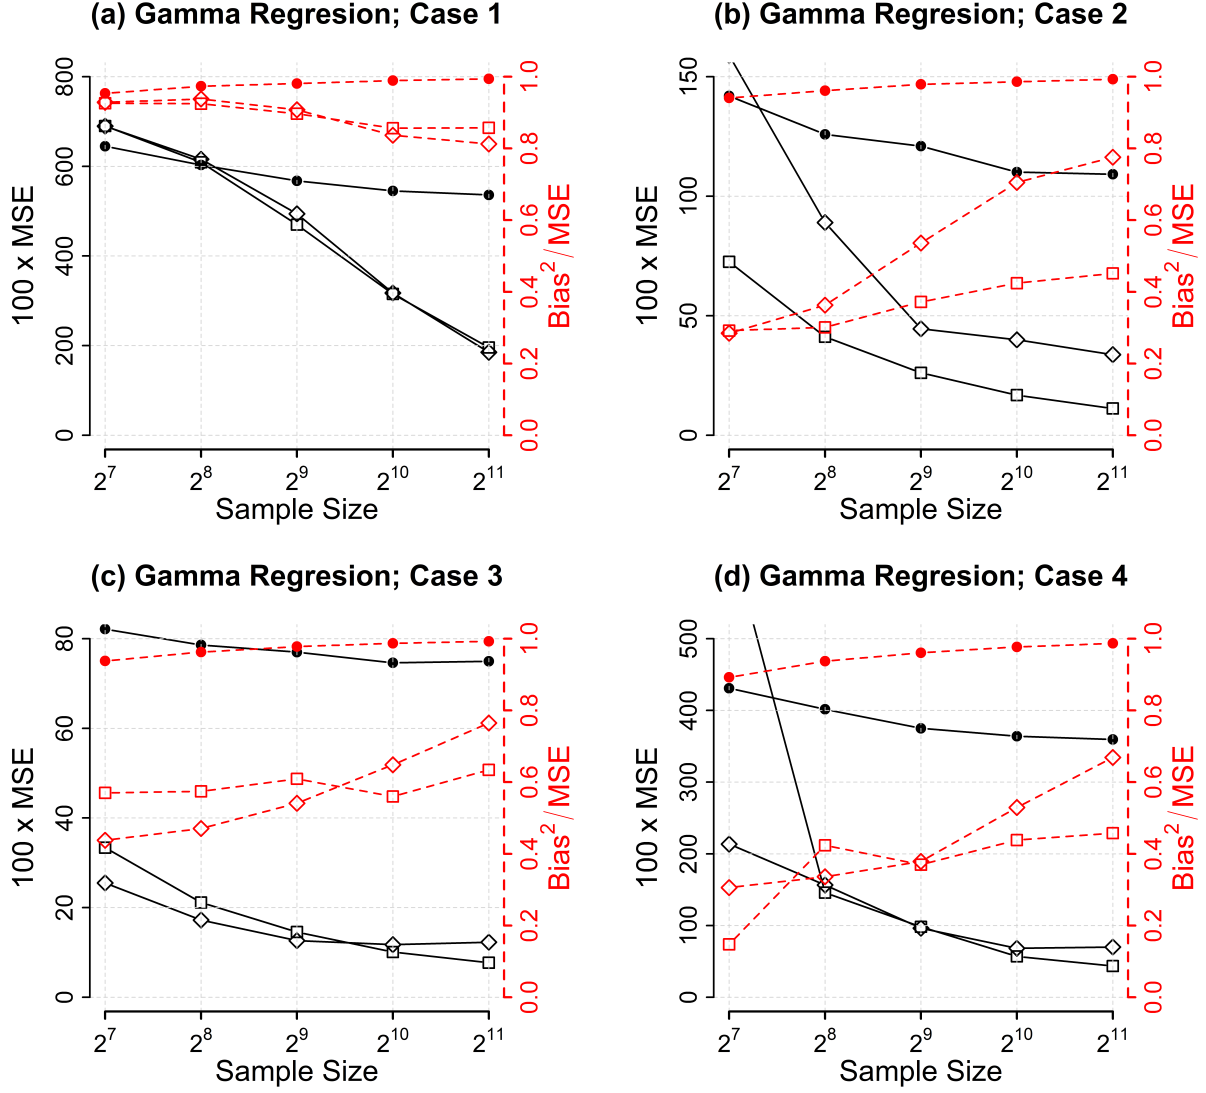 (a) Gamma Regresion; Case 1
800
600
400
200
0
100 x MSE
1.0
0.8
0.6
0.4
0.2
0.0
Bias² / MSE
2⁷ 2⁸ 2⁹ 2¹⁰ 2¹¹
Sample Size
(b) Gamma Regresion; Case 2
150
100
50
0
100 x MSE
1.0
0.8
0.6
0.4
0.2
0.0
Bias² / MSE
2⁷ 2⁸ 2⁹ 2¹⁰ 2¹¹
Sample Size
(c) Gamma Regresion; Case 3
80
60
40
20
0
100 x MSE
1.0
0.8
0.6
0.4
0.2
0.0
Bias² / MSE
2⁷ 2⁸ 2⁹ 2¹⁰ 2¹¹
Sample Size
(d) Gamma Regresion; Case 4
500
400
300
200
100
0
100 x MSE
1.0
0.8
0.6
0.4
0.2
0.0
Bias² / MSE
2⁷ 2⁸ 2⁹ 2¹⁰ 2¹¹
Sample Size